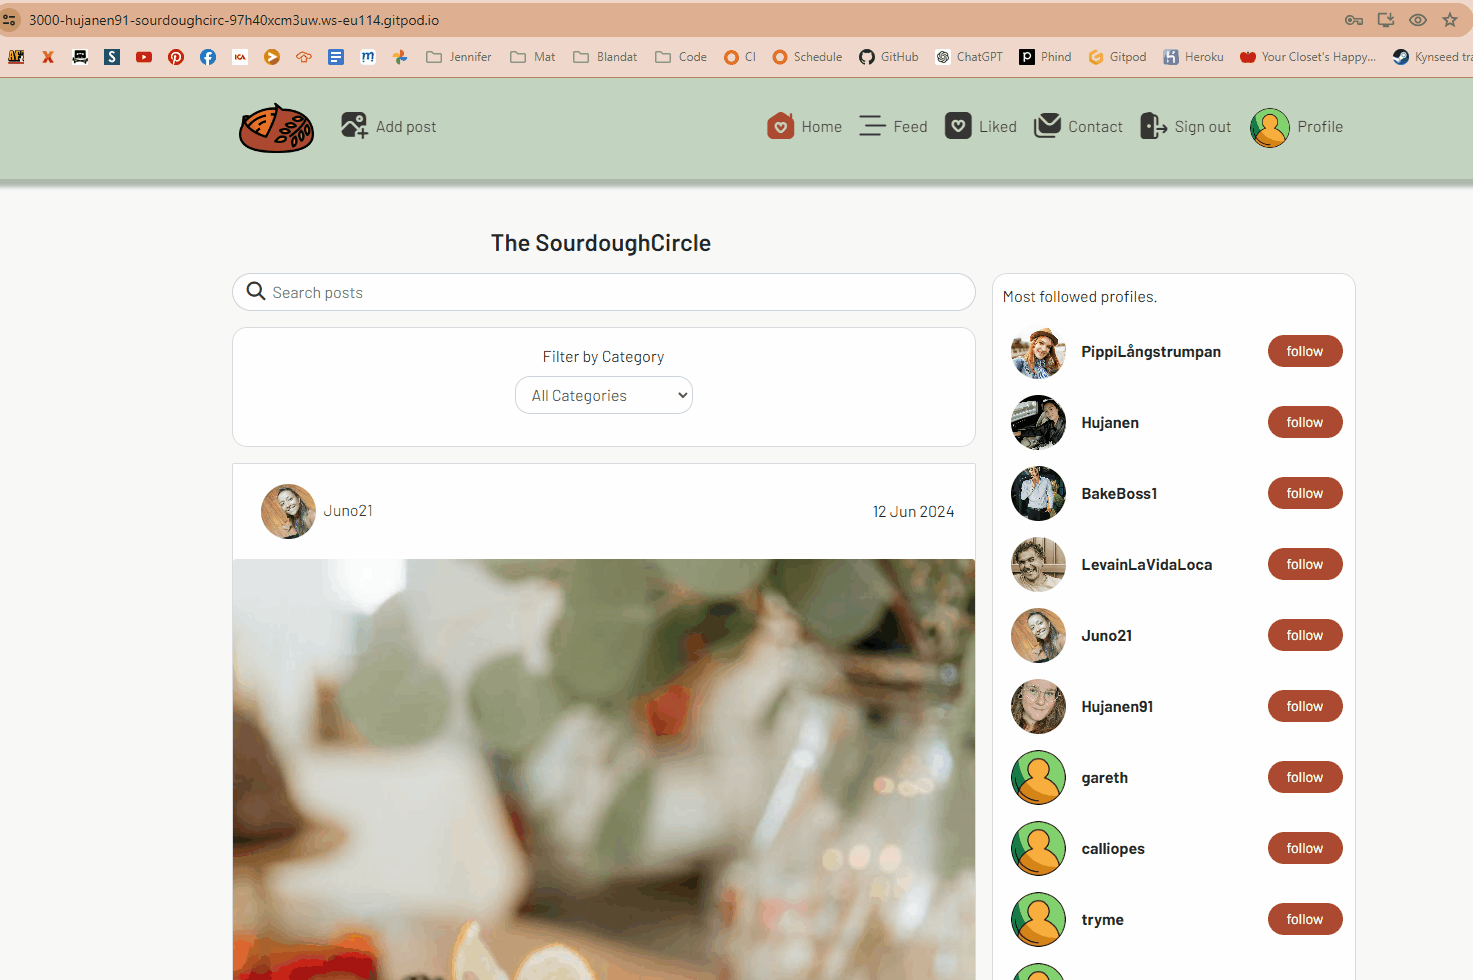 3000-hujanen91-sourdoughcirc-97h40xcm3uw.ws-eu114.gitpod.io
Jennifer Mat Blandat Code CI Schedule GitHub ChatGPT Phind Gitpod Heroku Your Closet's Happy... Kynseed tra
Add post Home Feed Liked Contact Sign out Profile
The SourdoughCircle
Search posts
Filter by Category
All Categories
Juno21 12 Jun 2024
Most followed profiles.
PippiLångstrumpan follow
Hujanen follow
BakeBoss1 follow
LevainLaVidaLoca follow
Juno21 follow
Hujanen91 follow
gareth follow
calliopes follow
tryme follow